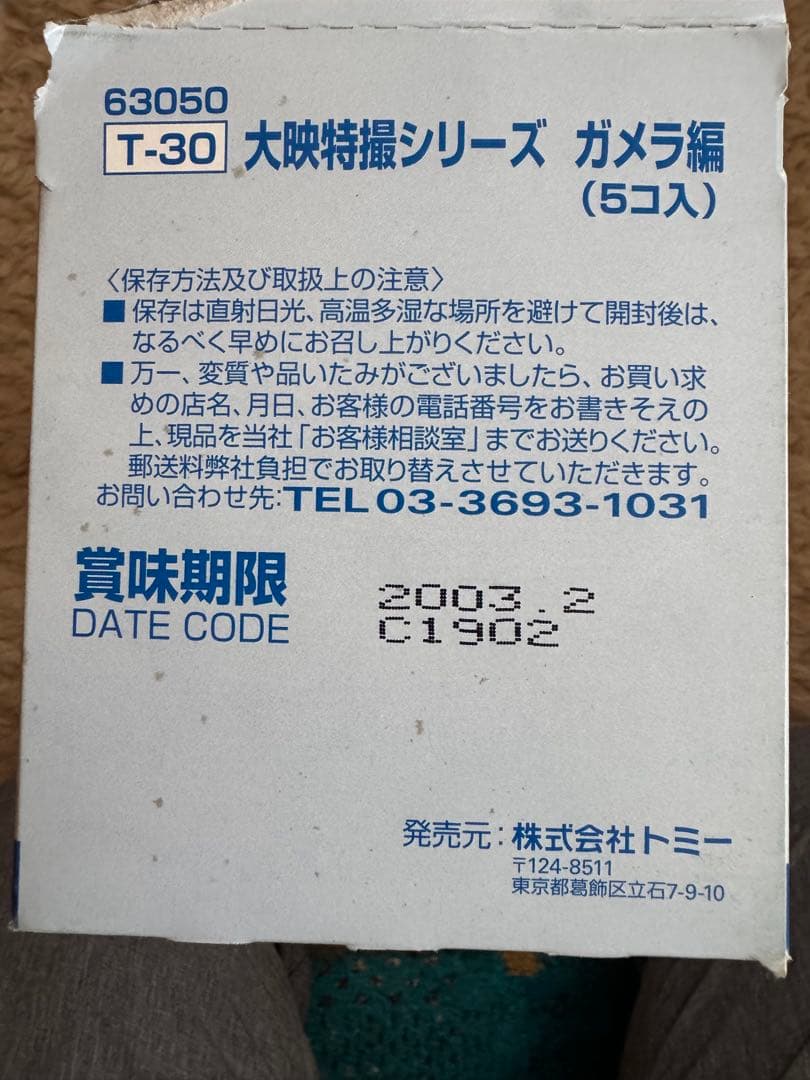 63050
T-30 大映特撮シリーズ ガメラ編
（5コ入）
〈保存方法及び取扱上の注意〉
■ 保存は直射日光、高温多湿な場所を避けて開封後は、
なるべく早めにお召し上がりください。
■ 万一、変質や品いたみがございましたら、お買い求
めの店名、月日、お客様の電話番号をお書きそえの
上、現品を当社「お客様相談室」までお送りください。
郵送料弊社負担でお取り替えさせていただきます。
お問い合わせ先:TEL03-3693-1031
賞味期限 2003.2
DATE CODE C1902
発売元:株式会社トミー
〒124-8511
東京都葛飾区立石7-9-10